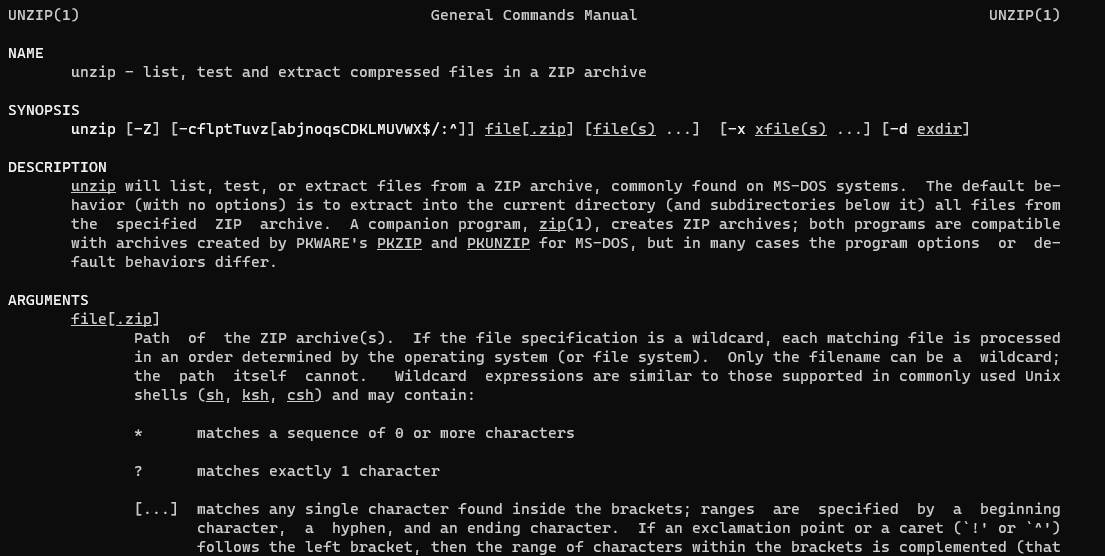 UNZIP(1)                                       General Commands Manual                                       UNZIP(1)
NAME
       unzip - list, test and extract compressed files in a ZIP archive
SYNOPSIS
       unzip [-Z] [-cflptTuvz[abjnoqsCDKLMUVWX$/:^]] file[.zip] [file(s) ...]  [-x xfile(s) ...] [-d exdir]
DESCRIPTION
       unzip will list, test, or extract files from a ZIP archive, commonly found on MS-DOS systems.  The default be-
       havior (with no options) is to extract into the current directory (and subdirectories below it) all files from
       the  specified  ZIP  archive.  A companion program, zip(1), creates ZIP archives; both programs are compatible
       with archives created by PKWARE's PKZIP and PKUNZIP for MS-DOS, but in many cases the program options  or  de-
       fault behaviors differ.
ARGUMENTS
       file[.zip]
              Path  of  the ZIP archive(s).  If the file specification is a wildcard, each matching file is processed
              in an order determined by the operating system (or file system).  Only the filename can be a  wildcard;
              the  path  itself  cannot.   Wildcard  expressions are similar to those supported in commonly used Unix
              shells (sh, ksh, csh) and may contain:
              *      matches a sequence of 0 or more characters
              ?      matches exactly 1 character
              [...]  matches any single character found inside the brackets; ranges  are  specified  by  a  beginning
                     character,  a  hyphen, and an ending character.  If an exclamation point or a caret (`!' or `^')
                     follows the left bracket, then the range of characters within the brackets is complemented (that